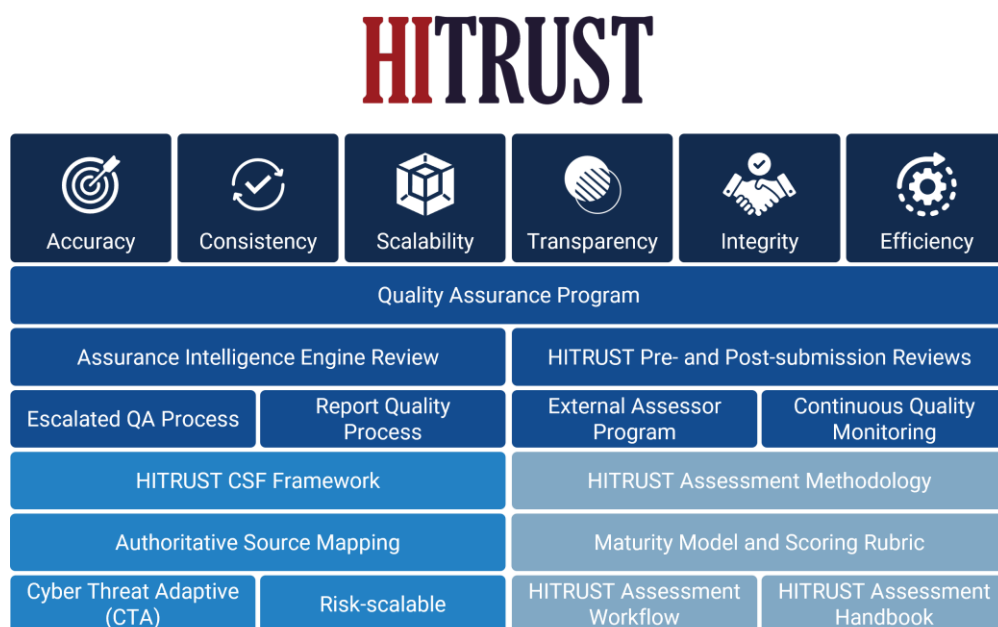 HITRUST
Accuracy
Consistency
Scalability
Transparency
Integrity
Efficiency
Quality Assurance Program
Assurance Intelligence Engine Review
HITRUST Pre- and Post-submission Reviews
Escalated QA Process
Report Quality
Process
External Assessor
Program
Continuous Quality
Monitoring
HITRUST CSF Framework
HITRUST Assessment Methodology
Authoritative Source Mapping
Maturity Model and Scoring Rubric
Cyber Threat Adaptive
(CTA)
Risk-scalable
HITRUST Assessment
Workflow
HITRUST Assessment
Handbook